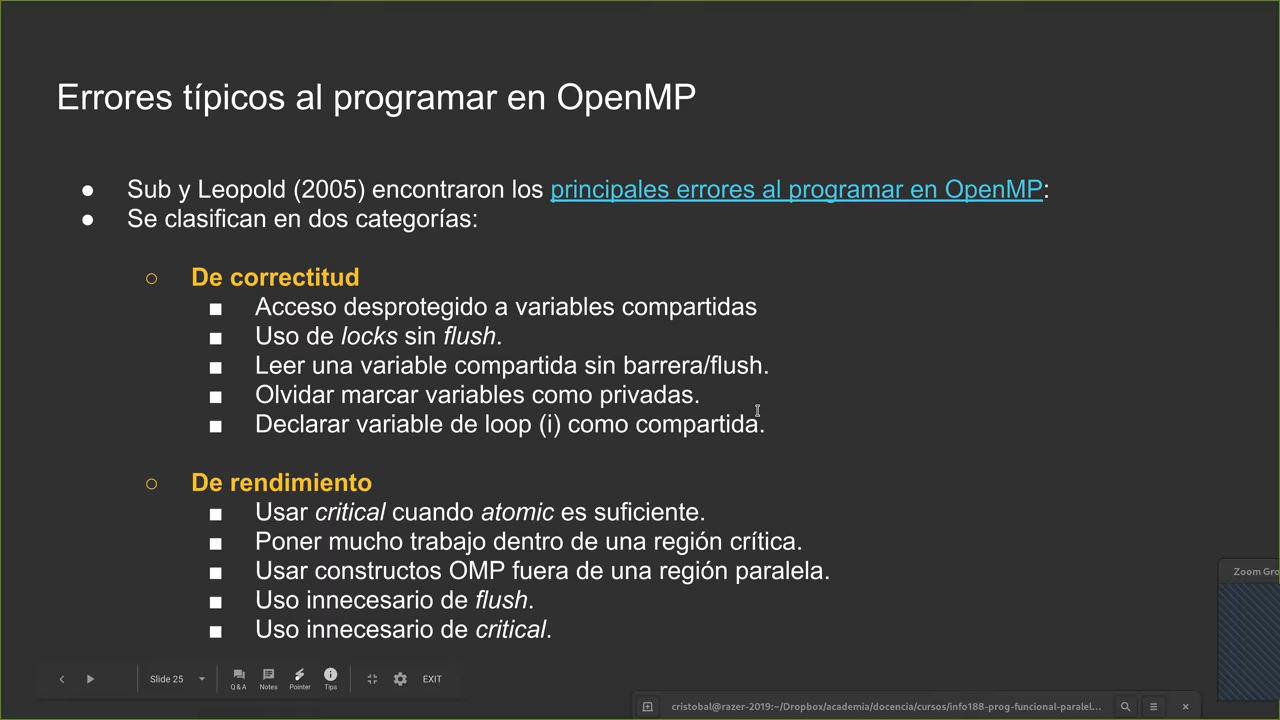 Errores típicos al programar en OpenMP
● Sub y Leopold (2005) encontraron los principales errores al programar en OpenMP:
● Se clasifican en dos categorías:
○ De correctitud
■ Acceso desprotegido a variables compartidas
■ Uso de locks sin flush.
■ Leer una variable compartida sin barrera/flush.
■ Olvidar marcar variables como privadas.
■ Declarar variable de loop (i) como compartida.
○ De rendimiento
■ Usar critical cuando atomic es suficiente.
■ Poner mucho trabajo dentro de una región crítica.
■ Usar constructos OMP fuera de una región paralela.
■ Uso innecesario de flush.
■ Uso innecesario de critical.
Zoom Gro
Slide 25
Q & A Notes Pointer Tips
EXIT
cristobal@razer-2019:~/Dropbox/academia/docencia/cursos/info188-prog-funcional-paralel...